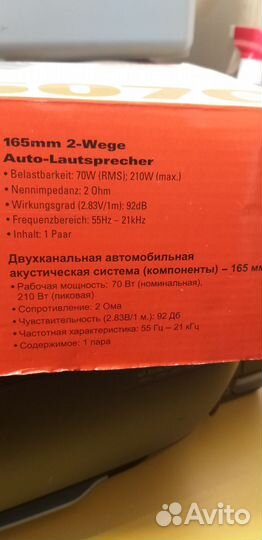 165mm 2-Wege
Auto-Lautsprecher
• Belastbarkeit: 70W (RMS); 210W (max.)
• Nennimpedanz: 2 Ohm
• Wirkungsgrad (2.83V/1m): 92dB
• Frequenzbereich: 55Hz - 21kHz
• Inhalt: 1 Paar
Двухканальная автомобильная
акустическая система (компоненты) – 165 мм
• Рабочая мощность: 70 Вт (номинальная),
210 Вт (пиковая)
• Сопротивление: 2 Ома
• Чувствительность (2.83В/1 м.): 92 Дб
• Частотная характеристика: 55 Гц – 21 кГц
• Содержимое: 1 пара
Avito